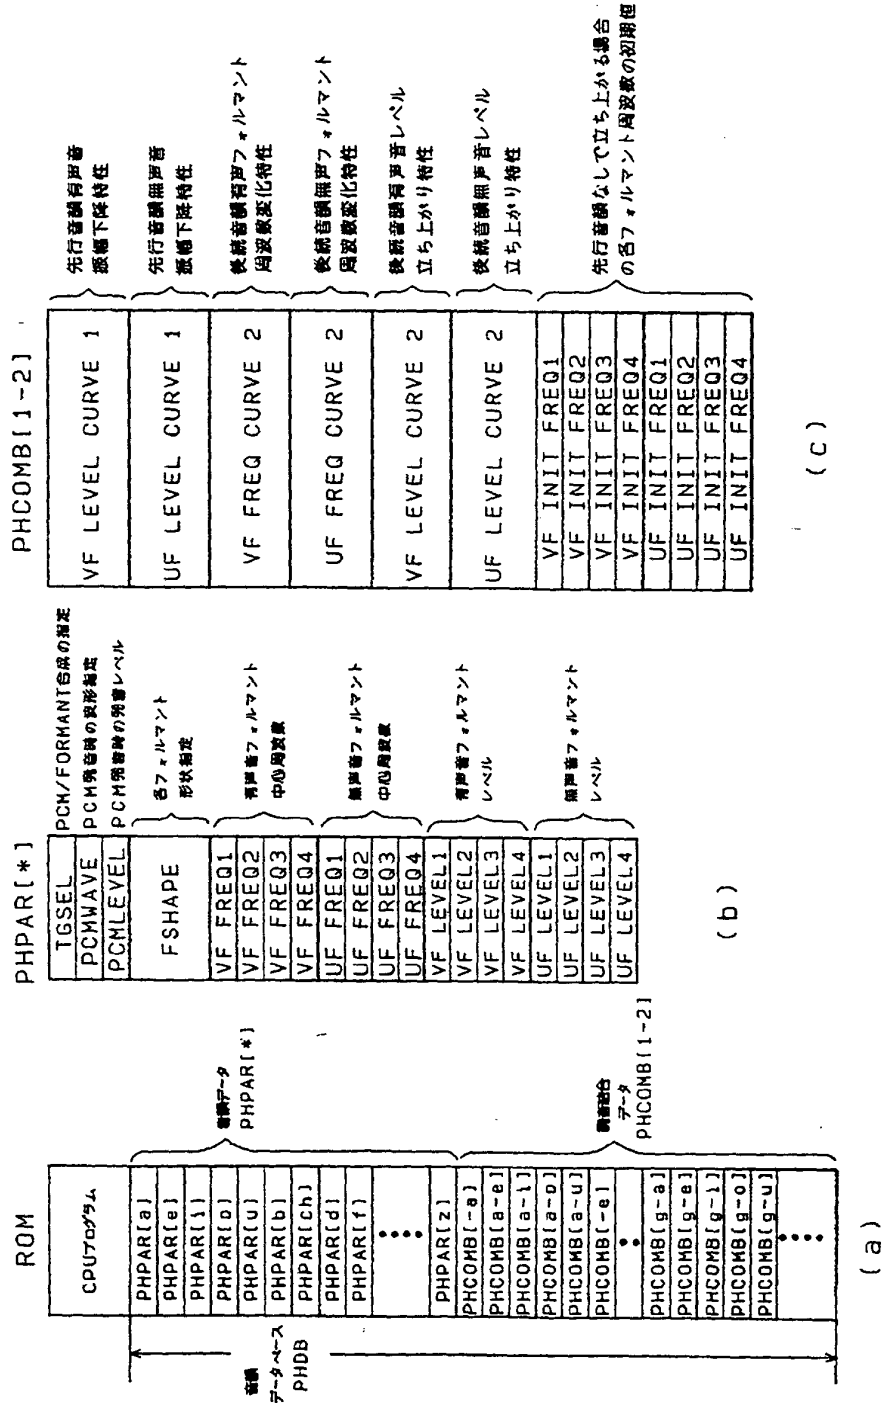 ROM
CPUプログラム
PHPAR[a]
PHPAR[e]
PHPAR[i]
PHPAR[o]
PHPAR[u]
PHPAR[b]
PHPAR[ch]
PHPAR[d]
PHPAR[f]
PHPAR[z]
PHCOMB[-a]
PHCOMB[a-e]
PHCOMB[a-i]
PHCOMB[a-o]
PHCOMB[a-u]
PHCOMB[-e]
PHCOMB[g-a]
PHCOMB[g-e]
PHCOMB[g-i]
PHCOMB[g-o]
PHCOMB[g-u]
音韻
データベース
PHDB
音韻データ
PHPAR[*]
調音結合
データ
PHCOMB[1-2]
(a)
PHPAR[*]
TGSEL
PCMWAVE
PCMLEVEL
FSHAPE
VF FREQ1
VF FREQ2
VF FREQ3
VF FREQ4
UF FREQ1
UF FREQ2
UF FREQ3
UF FREQ4
VF LEVEL1
VF LEVEL2
VF LEVEL3
VF LEVEL4
UF LEVEL1
UF LEVEL2
UF LEVEL3
UF LEVEL4
PCM/FORMANT合成の指定
PCM発音時の波形指定
PCM発音時の発音レベル
各フォルマント
形状指定
有声音フォルマント
中心周波数
無声音フォルマント
中心周波数
有声音フォルマント
レベル
無声音フォルマント
レベル
(b)
PHCOMB[1-2]
VF LEVEL CURVE 1
UF LEVEL CURVE 1
VF FREQ CURVE 2
UF FREQ CURVE 2
VF LEVEL CURVE 2
UF LEVEL CURVE 2
VF INIT FREQ1
VF INIT FREQ2
VF INIT FREQ3
VF INIT FREQ4
UF INIT FREQ1
UF INIT FREQ2
UF INIT FREQ3
UF INIT FREQ4
先行音韻有声音
振幅下降特性
先行音韻無声音
振幅下降特性
後続音韻有声フォルマント
周波数変化特性
後続音韻無声フォルマント
周波数変化特性
後続音韻有声音レベル
立ち上がり特性
後続音韻無声音レベル
立ち上がり特性
先行音韻なしで立ち上がる場合
の各フォルマント周波数の初期値
(c)